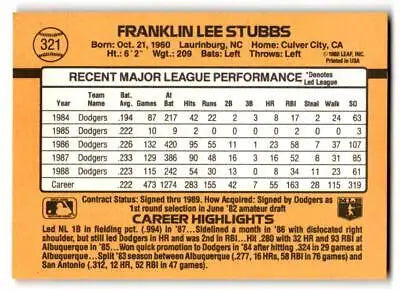 321
FRANKLIN LEE STUBBS
Born: Oct. 21, 1960 Laurinburg, NC Home: Culver City, CA
Ht.: 6'2" Wgt.: 209 Bats: Left Throws: Left
©1988 LEAF, INC.
Printed in USA
RECENT MAJOR LEAGUE PERFORMANCE *Denotes Led League
Year Team Name Bat. Avg. Games At Bat Hits Runs 2B 3B HR RBI Steal Walk SO
1984 Dodgers .194 87 217 42 22 2 3 8 17 2 24 63
1985 Dodgers .222 10 9 2 0 0 0 0 2 0 0 3
1986 Dodgers .226 132 420 95 55 11 1 23 58 7 37 107
1987 Dodgers .233 129 386 90 48 16 3 16 52 8 31 85
1988 Dodgers .223 115 242 54 30 13 0 8 34 11 23 61
Career .222 473 1274 283 155 42 7 55 163 28 115 319
Contract Status: Signed thru 1989. How Acquired: Signed by Dodgers as
1st round selection in June '82 amateur draft
CAREER HIGHLIGHTS
Led NL 1B in fielding pct. (.994) in '87... Sidelined a month in '86 with dislocated right
shoulder, but still led Dodgers in HR and was 2nd in RBI... Hit .280 with 32 HR and 93 RBI at
Albuquerque in '85... Won quick promotion to Dodgers in '84 after hitting .324 in 24 games at
Albuquerque... Split '83 season between Albuquerque (.277, 16 HRs, 58 RBI in 76 games) and
San Antonio (.312, 12 HR, 52 RBI in 47 games)